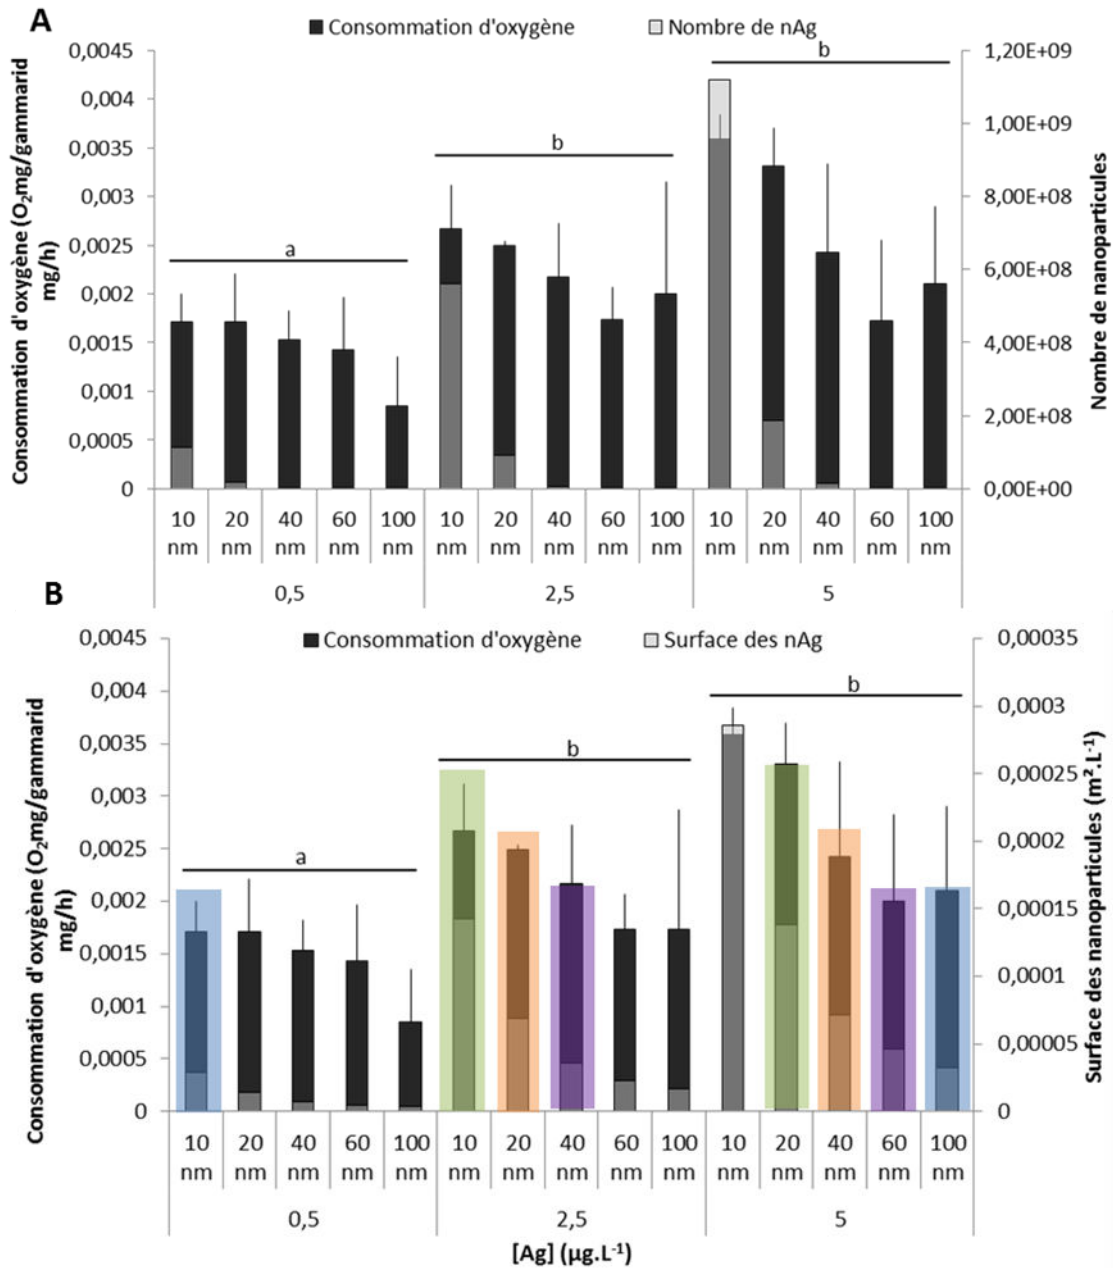 A
Consommation d'oxygène
Nombre de nAg
Consommation d'oxygène (O2mg/gammarid
mg/h)
0,0045
0,004
0,0035
0,003
0,0025
0,002
0,0015
0,001
0,0005
0
a
b
b
1,20E+09
1,00E+09
8,00E+08
6,00E+08
4,00E+08
2,00E+08
0,00E+00
Nombre de nanoparticules
10 20 40 60 100 10 20 40 60 100 10 20 40 60 100
nm nm nm nm nm nm nm nm nm nm nm nm nm nm nm
0,5 2,5 5
B
Consommation d'oxygène
Surface des nAg
Consommation d'oxygène (O2mg/gammarid
mg/h)
0,0045
0,004
0,0035
0,003
0,0025
0,002
0,0015
0,001
0,0005
0
a
b
b
0,00035
0,0003
0,00025
0,0002
0,00015
0,0001
0,00005
0
Surface des nanoparticules (m².L-1)
10 20 40 60 100 10 20 40 60 100 10 20 40 60 100
nm nm nm nm nm nm nm nm nm nm nm nm nm nm nm
0,5 2,5 5
[Ag] (µg.L-1)